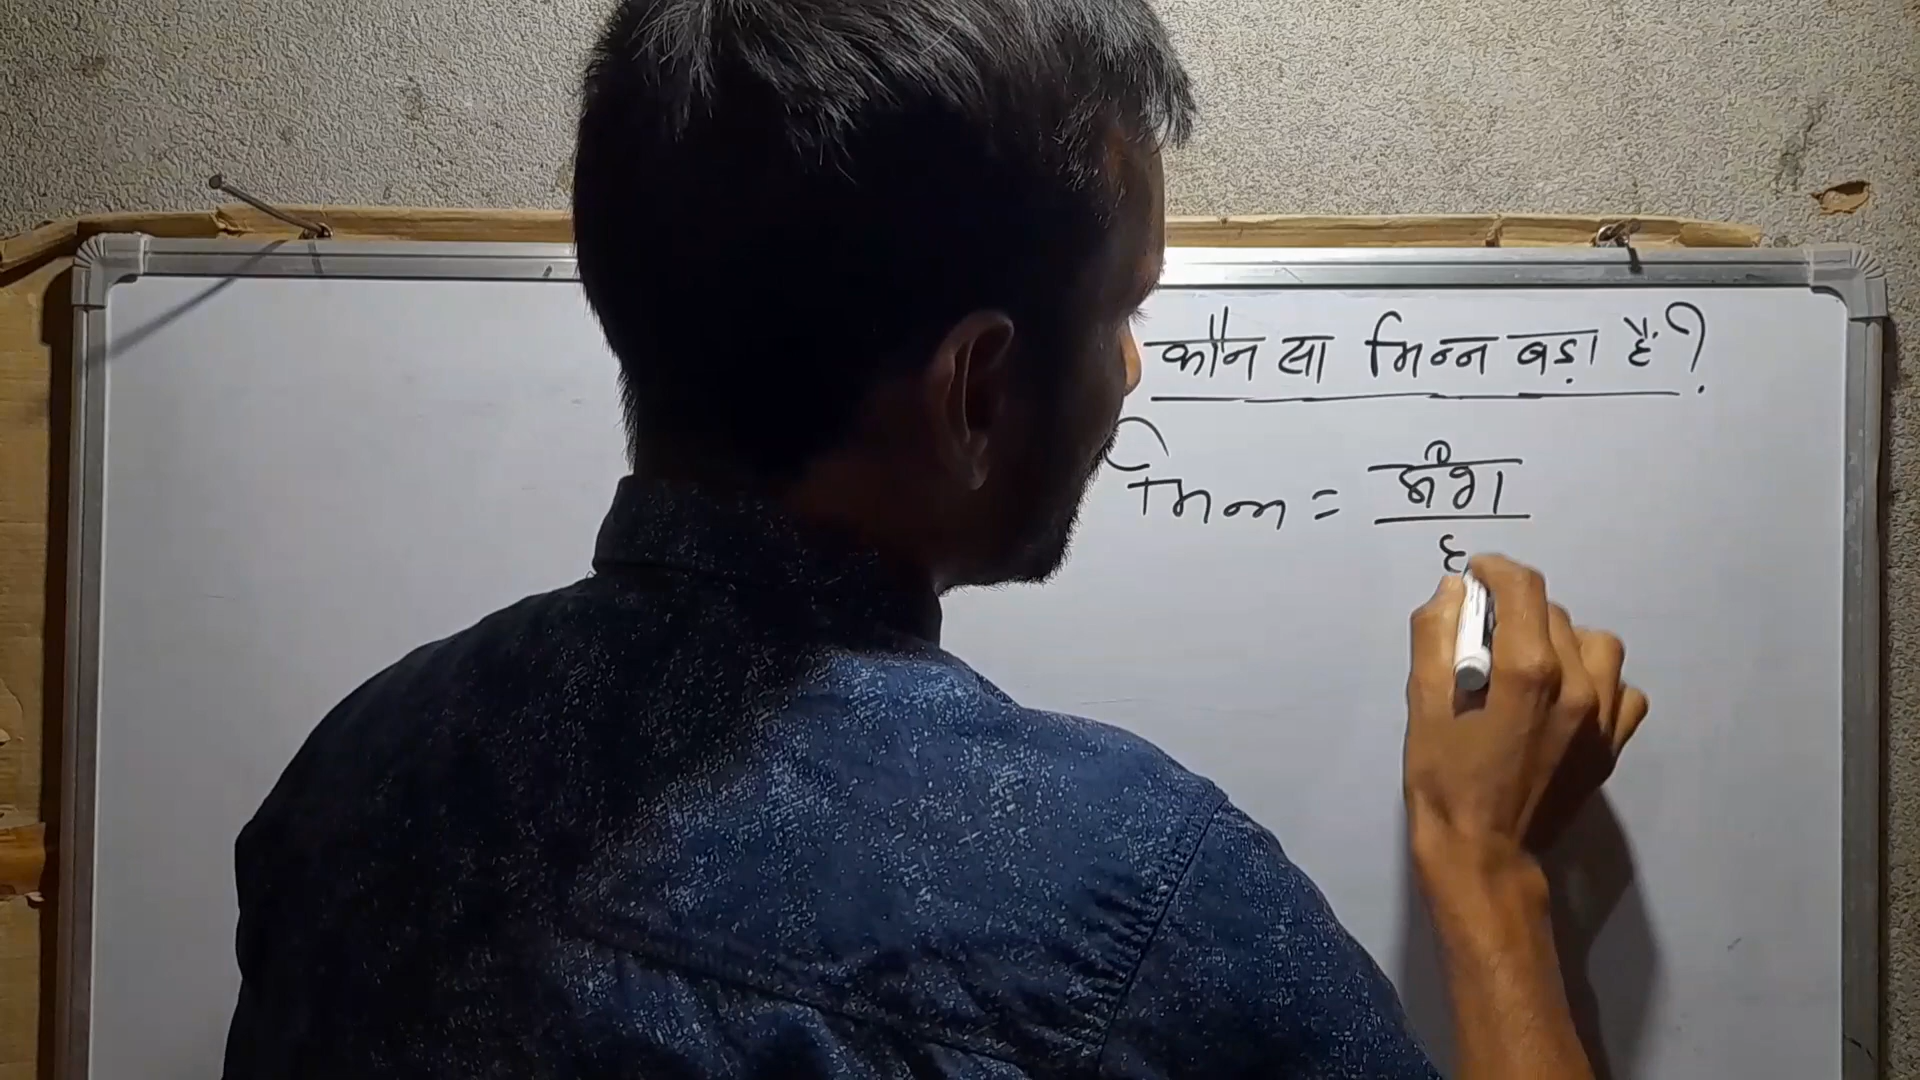 कौन सा भिन्न बड़ा है?
भिन्न = अंश
ह